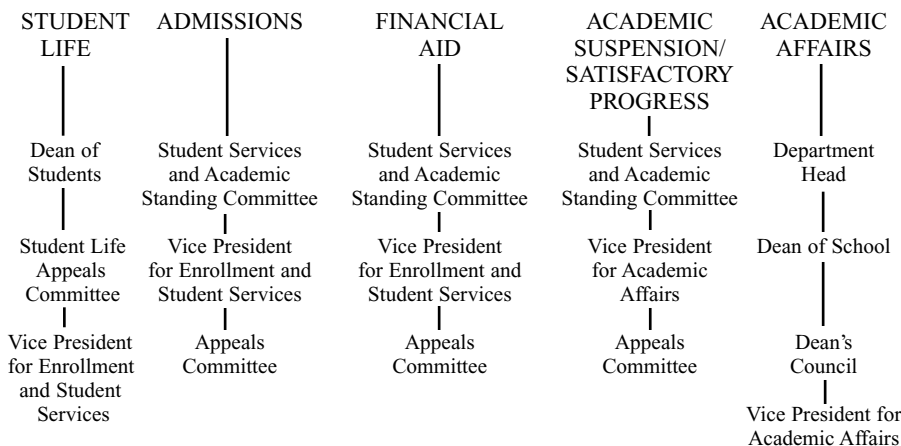 STUDENT
LIFE
Dean of
Students
Student Life
Appeals
Committee
Vice President
for Enrollment
and Student
Services
ADMISSIONS
Student Services
and Academic
Standing Committee
Vice President
for Enrollment and
Student Services
Appeals
Committee
FINANCIAL
AID
Student Services
and Academic
Standing Committee
Vice President
for Enrollment and
Student Services
Appeals
Committee
ACADEMIC
SUSPENSION/
SATISFACTORY
PROGRESS
Student Services
and Academic
Standing Committee
Vice President
for Academic
Affairs
Appeals
Committee
ACADEMIC
AFFAIRS
Department
Head
Dean of School
Dean’s
Council
Vice President for
Academic Affairs